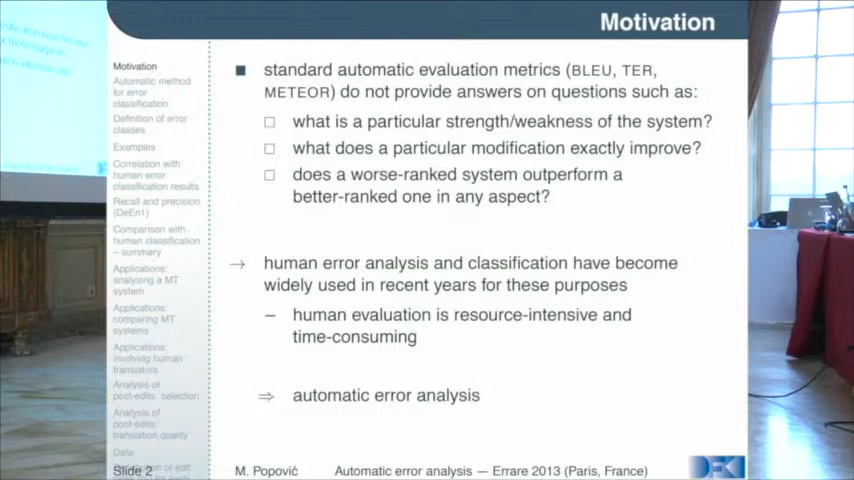 Motivation
Motivation
Automatic method
for error
classification
Definition of error
classes
Examples
Correlation with
human error
classification results
Recall and precision
(DeEn1)
Comparison with
human classification
– summary
Applications:
analysing a MT
system
Applications:
comparing MT
systems
Applications:
involving human
translators
Analysis of
post-edits: selection
Analysis of
post-edits:
translation quality
Data
Slide 2
standard automatic evaluation metrics (BLEU, TER,
METEOR) do not provide answers on questions such as:
what is a particular strength/weakness of the system?
what does a particular modification exactly improve?
does a worse-ranked system outperform a
better-ranked one in any aspect?
→ human error analysis and classification have become
widely used in recent years for these purposes
– human evaluation is resource-intensive and
time-consuming
⇒ automatic error analysis
M. Popović Automatic error analysis — Errare 2013 (Paris, France)
DFKI